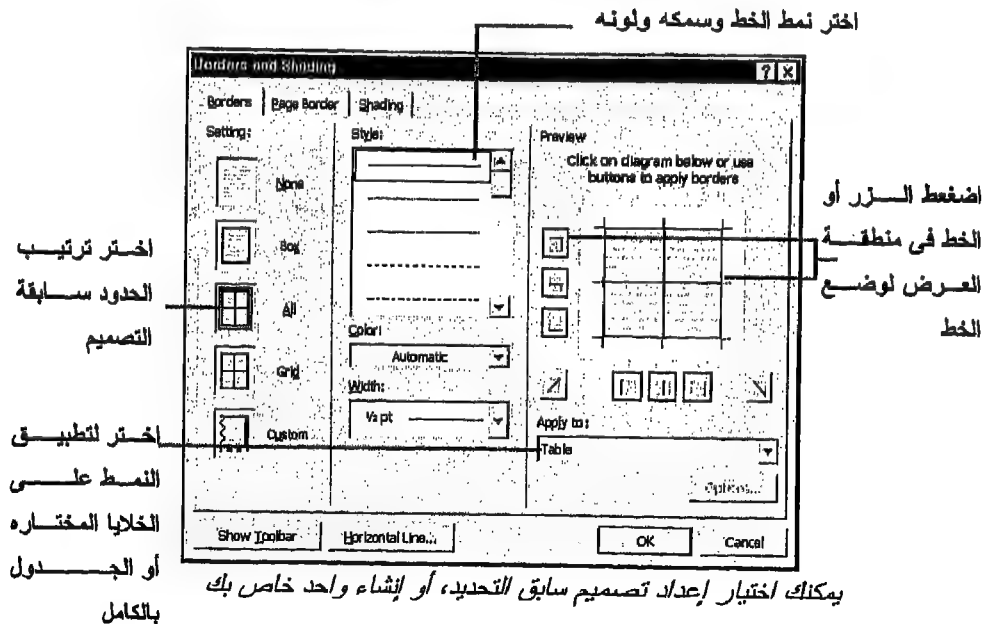 اختر نمط الخط وسمكه ولونه
Borders and Shading
Borders
Page Border
Shading
Setting:
None
Box
All
Grid
Custom
Style:
Color:
Automatic
Width:
½ pt
Preview
Click on diagram below or use
buttons to apply borders
Apply to:
Table
Options...
Show Toolbar
Horizontal Line...
OK
Cancel
اضغعط الزر أو
الخط فى منطقة
العرض لوضع
الخط
اختر ترتيب
الحدود سابقة
التصميم
اختر لتطبيق
النمط على
الخلايا المختاره
أو الجدول
بالكامل
يمكنك اختيار إعداد تصميم سابق التحديد، أو إنشاء واحد خاص بك